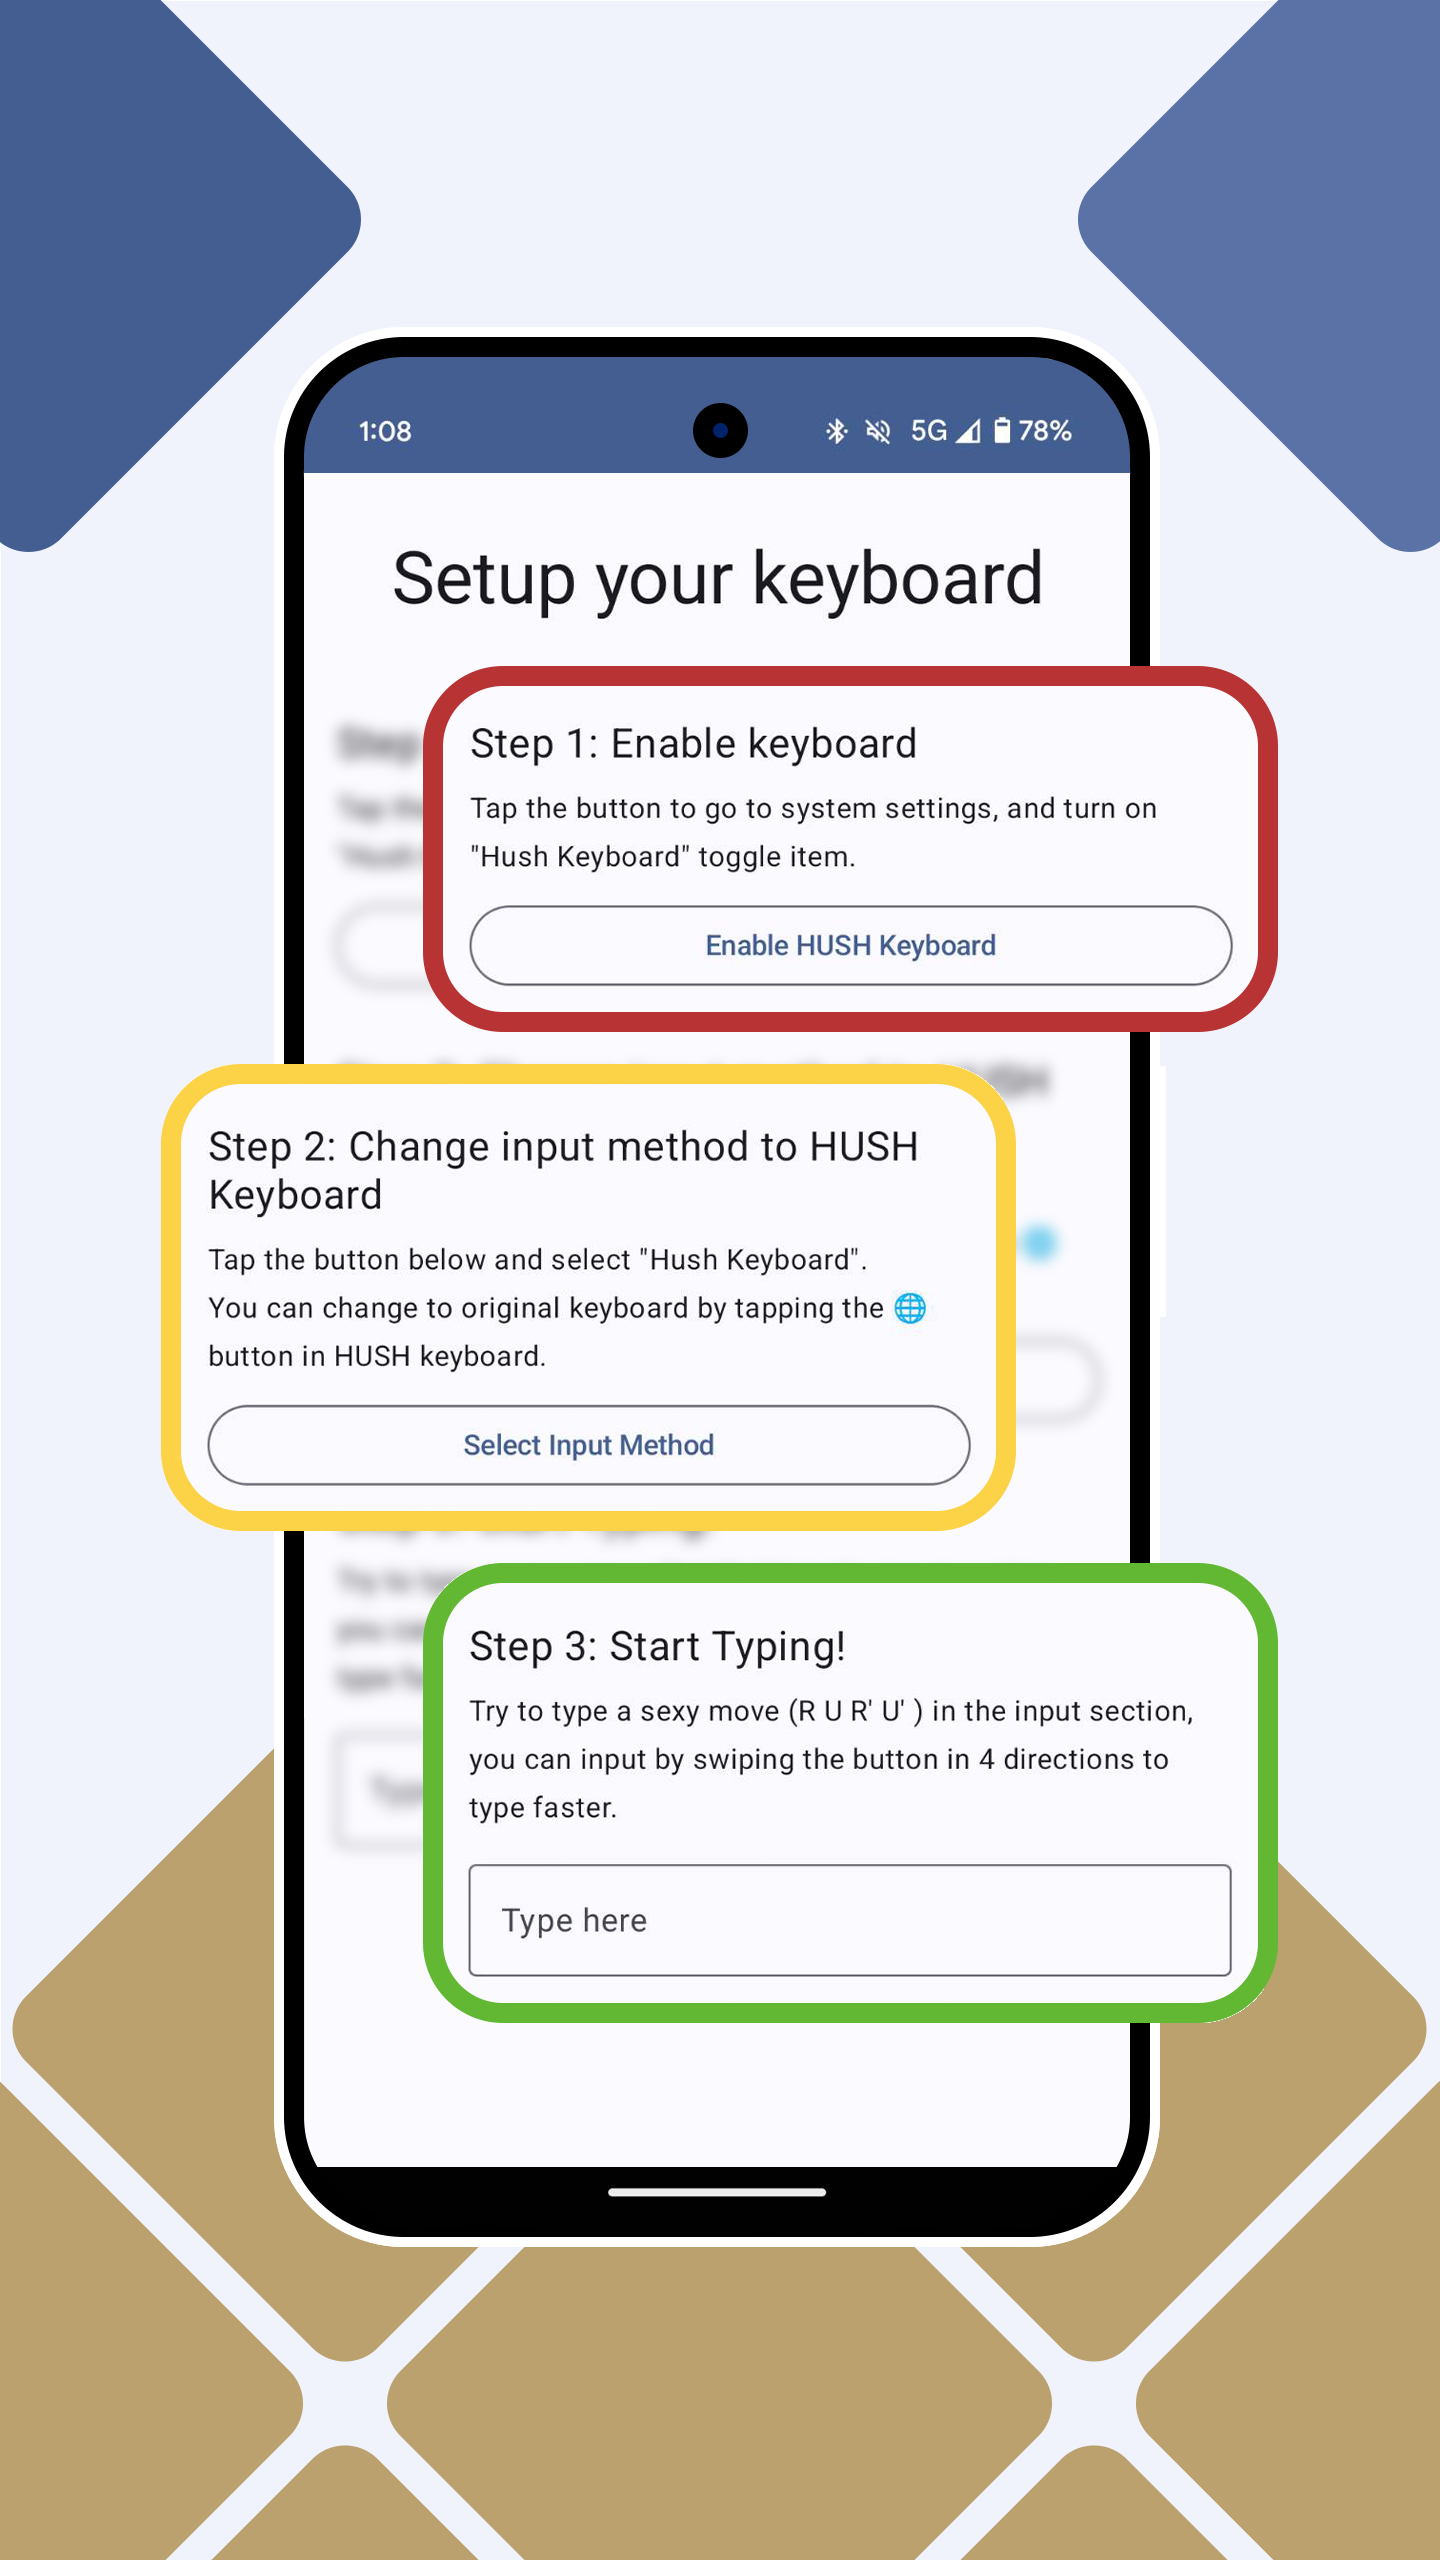 1:08
5G 78%
Setup your keyboard
Step 1: Enable keyboard
Tap the button to go to system settings, and turn on
"Hush Keyboard" toggle item.
Enable HUSH Keyboard
Step 2: Change input method to HUSH
Keyboard
Tap the button below and select "Hush Keyboard".
You can change to original keyboard by tapping the 🌐
button in HUSH keyboard.
Select Input Method
Step 3: Start Typing!
Try to type a sexy move (R U R' U' ) in the input section,
you can input by swiping the button in 4 directions to
type faster.
Type here